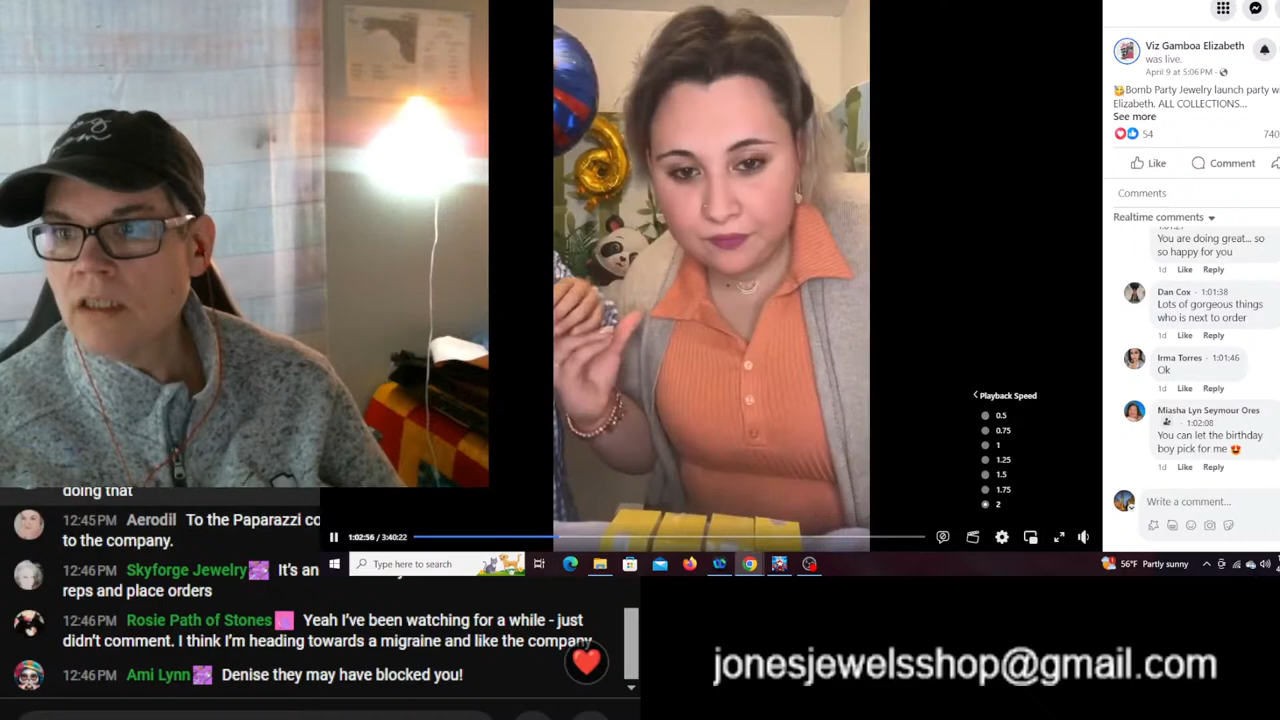 doing that
12:45PM Aerodil To the Paparazzi co
to the company.
12:46PM Skyforge Jewelry It's an
reps and place orders
12:46PM Rosie Path of Stones Yeah I've been watching for a while - just
didn't comment. I think I'm heading towards a migraine and like the company
12:46PM Ami Lynn Denise they may have blocked you!
Playback Speed
0.5
0.75
1
1.25
1.5
1.75
2
1:02:56 / 3:40:22
Viz Gamboa Elizabeth
was live.
April 9 at 5:06 PM
Bomb Party Jewelry launch party w
Elizabeth. ALL COLLECTIONS...
See more
54
740
Like Comment
Comments
Realtime comments
You are doing great... so
so happy for you
1d Like Reply
Dan Cox · 1:01:38
Lots of gorgeous things
who is next to order
1d Like Reply
Irma Torres · 1:01:46
Ok
1d Like Reply
Miasha Lyn Seymour Ores
· 1:02:08
You can let the birthday
boy pick for me
1d Like Reply
Write a comment...
Type here to search
56°F Partly sunny
jonesjewelsshop@gmail.com